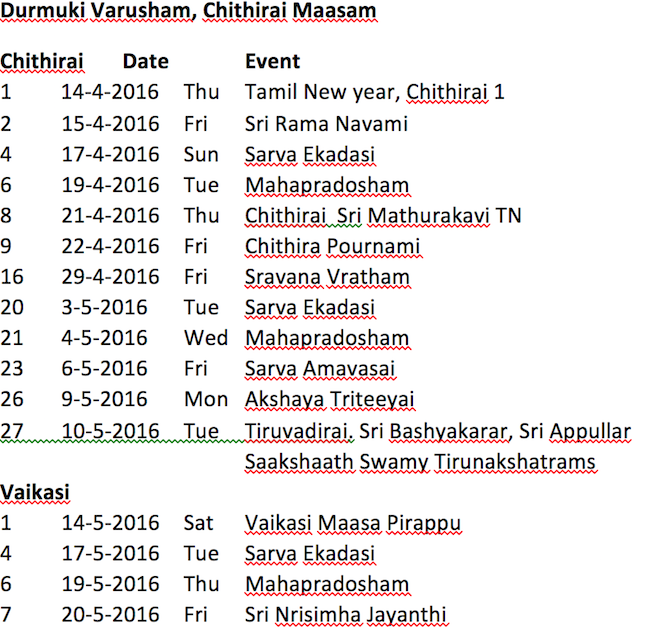 Durmuki Varusham, Chithirai Maasam
Chithirai Date Event
1 14-4-2016 Thu Tamil New year, Chithirai 1
2 15-4-2016 Fri Sri Rama Navami
4 17-4-2016 Sun Sarva Ekadasi
6 19-4-2016 Tue Mahapradosham
8 21-4-2016 Thu Chithirai Sri Mathurakavi TN
9 22-4-2016 Fri Chithira Pournami
16 29-4-2016 Fri Sravana Vratham
20 3-5-2016 Tue Sarva Ekadasi
21 4-5-2016 Wed Mahapradosham
23 6-5-2016 Fri Sarva Amavasai
26 9-5-2016 Mon Akshaya Triteeyai
27 10-5-2016 Tue Tiruvadirai, Sri Bashyakarar, Sri Appullar
Saakshaath Swamy Tirunakshatrams
Vaikasi
1 14-5-2016 Sat Vaikasi Maasa Pirappu
4 17-5-2016 Tue Sarva Ekadasi
6 19-5-2016 Thu Mahapradosham
7 20-5-2016 Fri Sri Nrisimha Jayanthi